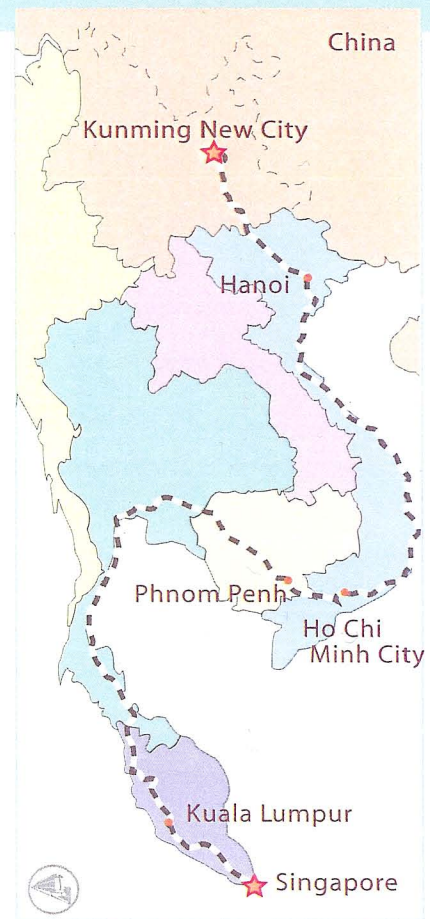 China
Kunming New City
Hanoi
Phnom Penh
Ho Chi
Minh City
Kuala Lumpur
Singapore